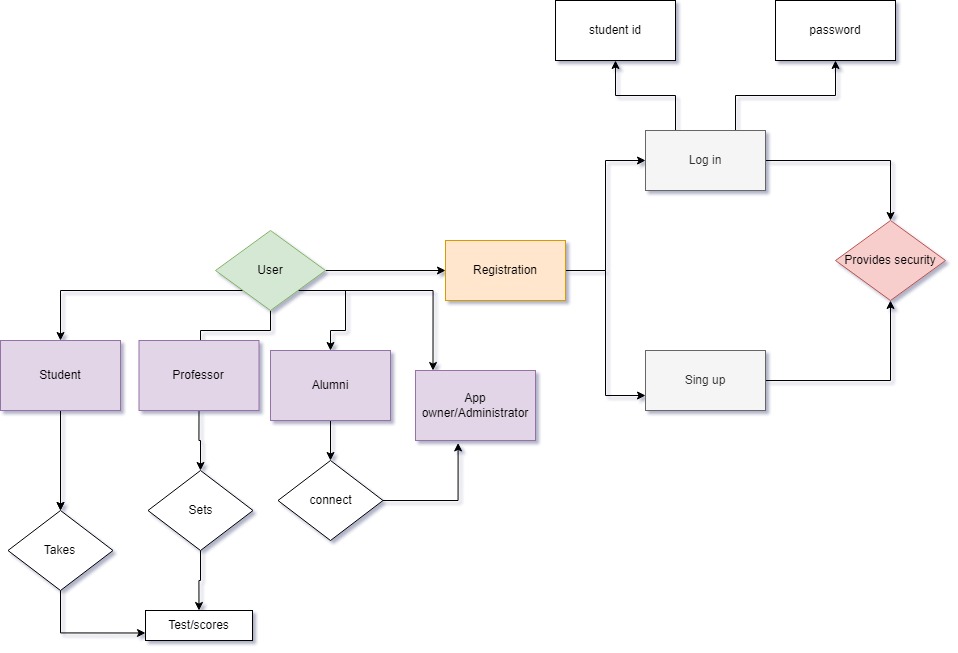 student id
password
Log in
User
Registration
Provides security
Student
Professor
Alumni
App
owner/Administrator
Sing up
connect
Sets
Takes
Test/scores